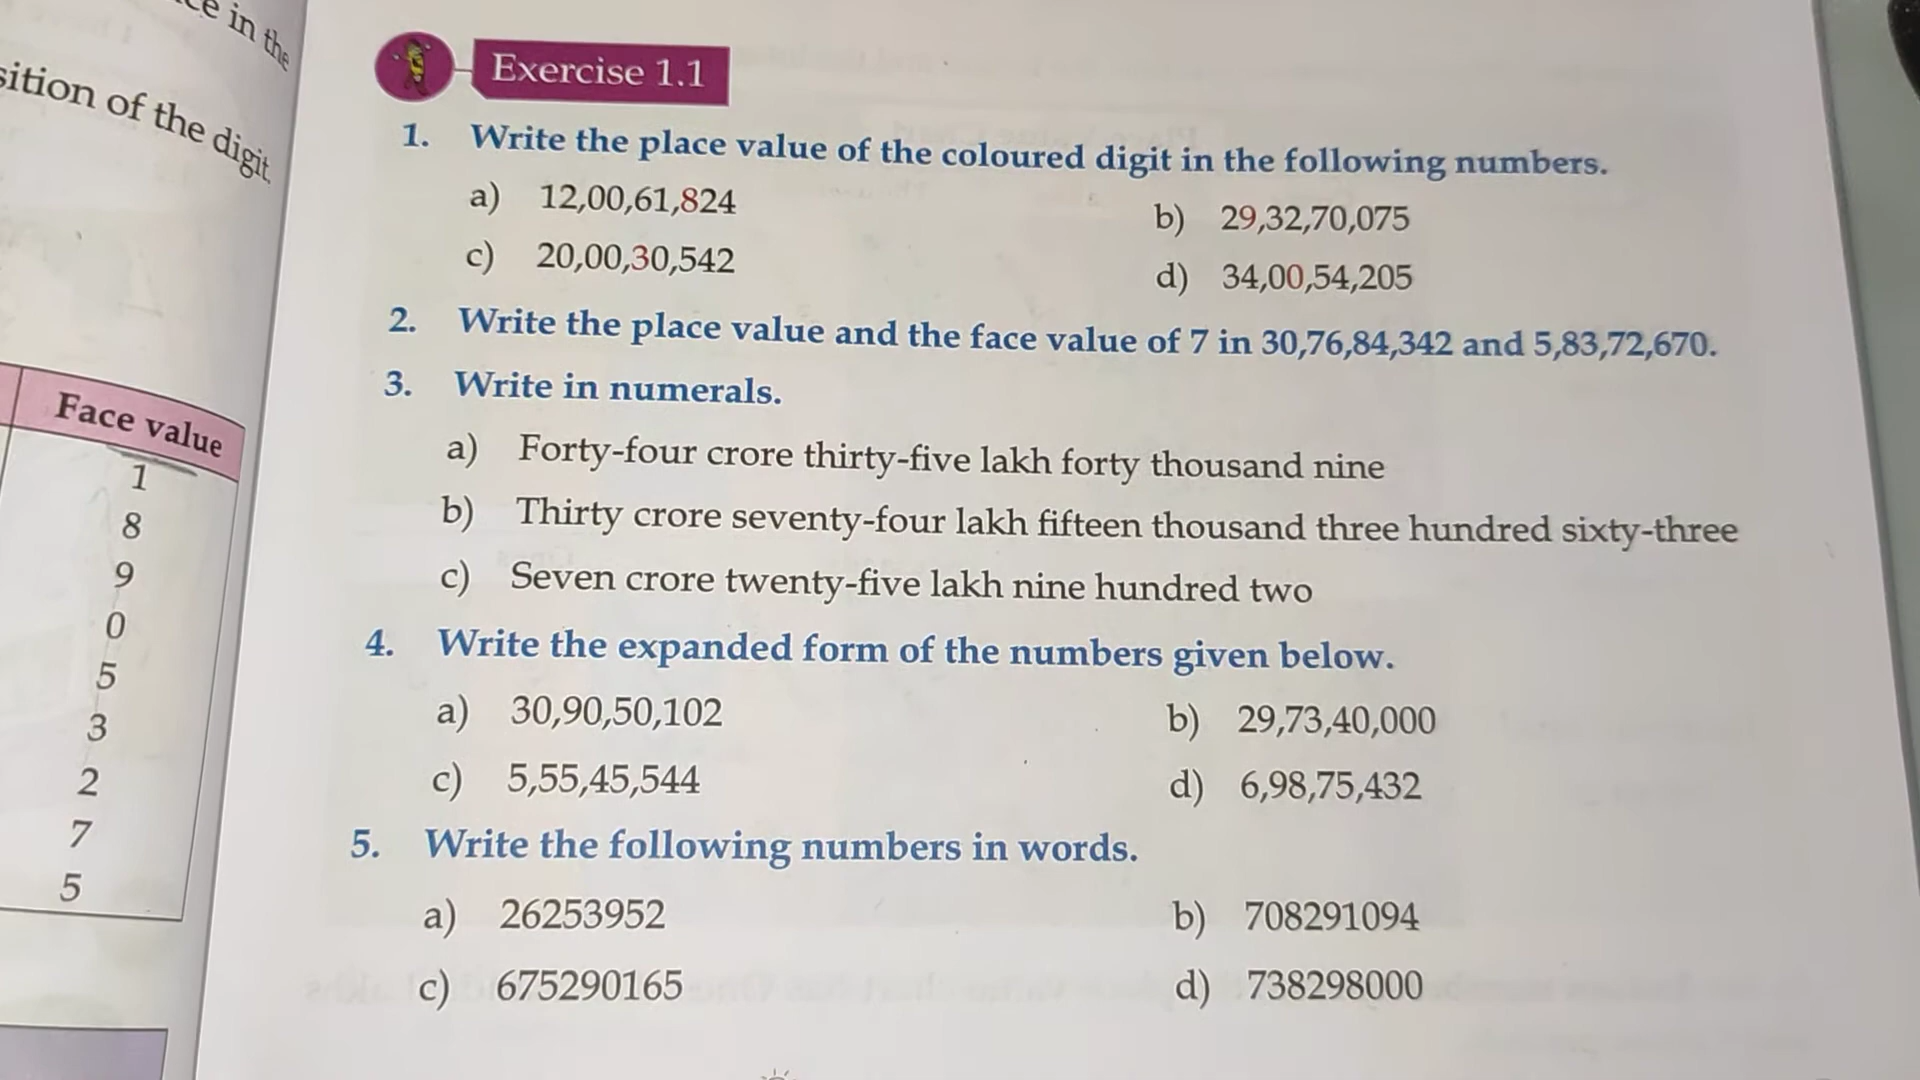 ce in the
sition of the digit
Face value
1
8
9
0
5
3
2
7
5
Exercise 1.1
1. Write the place value of the coloured digit in the following numbers.
a) 12,00,61,824 b) 29,32,70,075
c) 20,00,30,542 d) 34,00,54,205
2. Write the place value and the face value of 7 in 30,76,84,342 and 5,83,72,670.
3. Write in numerals.
a) Forty-four crore thirty-five lakh forty thousand nine
b) Thirty crore seventy-four lakh fifteen thousand three hundred sixty-three
c) Seven crore twenty-five lakh nine hundred two
4. Write the expanded form of the numbers given below.
a) 30,90,50,102 b) 29,73,40,000
c) 5,55,45,544 d) 6,98,75,432
5. Write the following numbers in words.
a) 26253952 b) 708291094
c) 675290165 d) 738298000